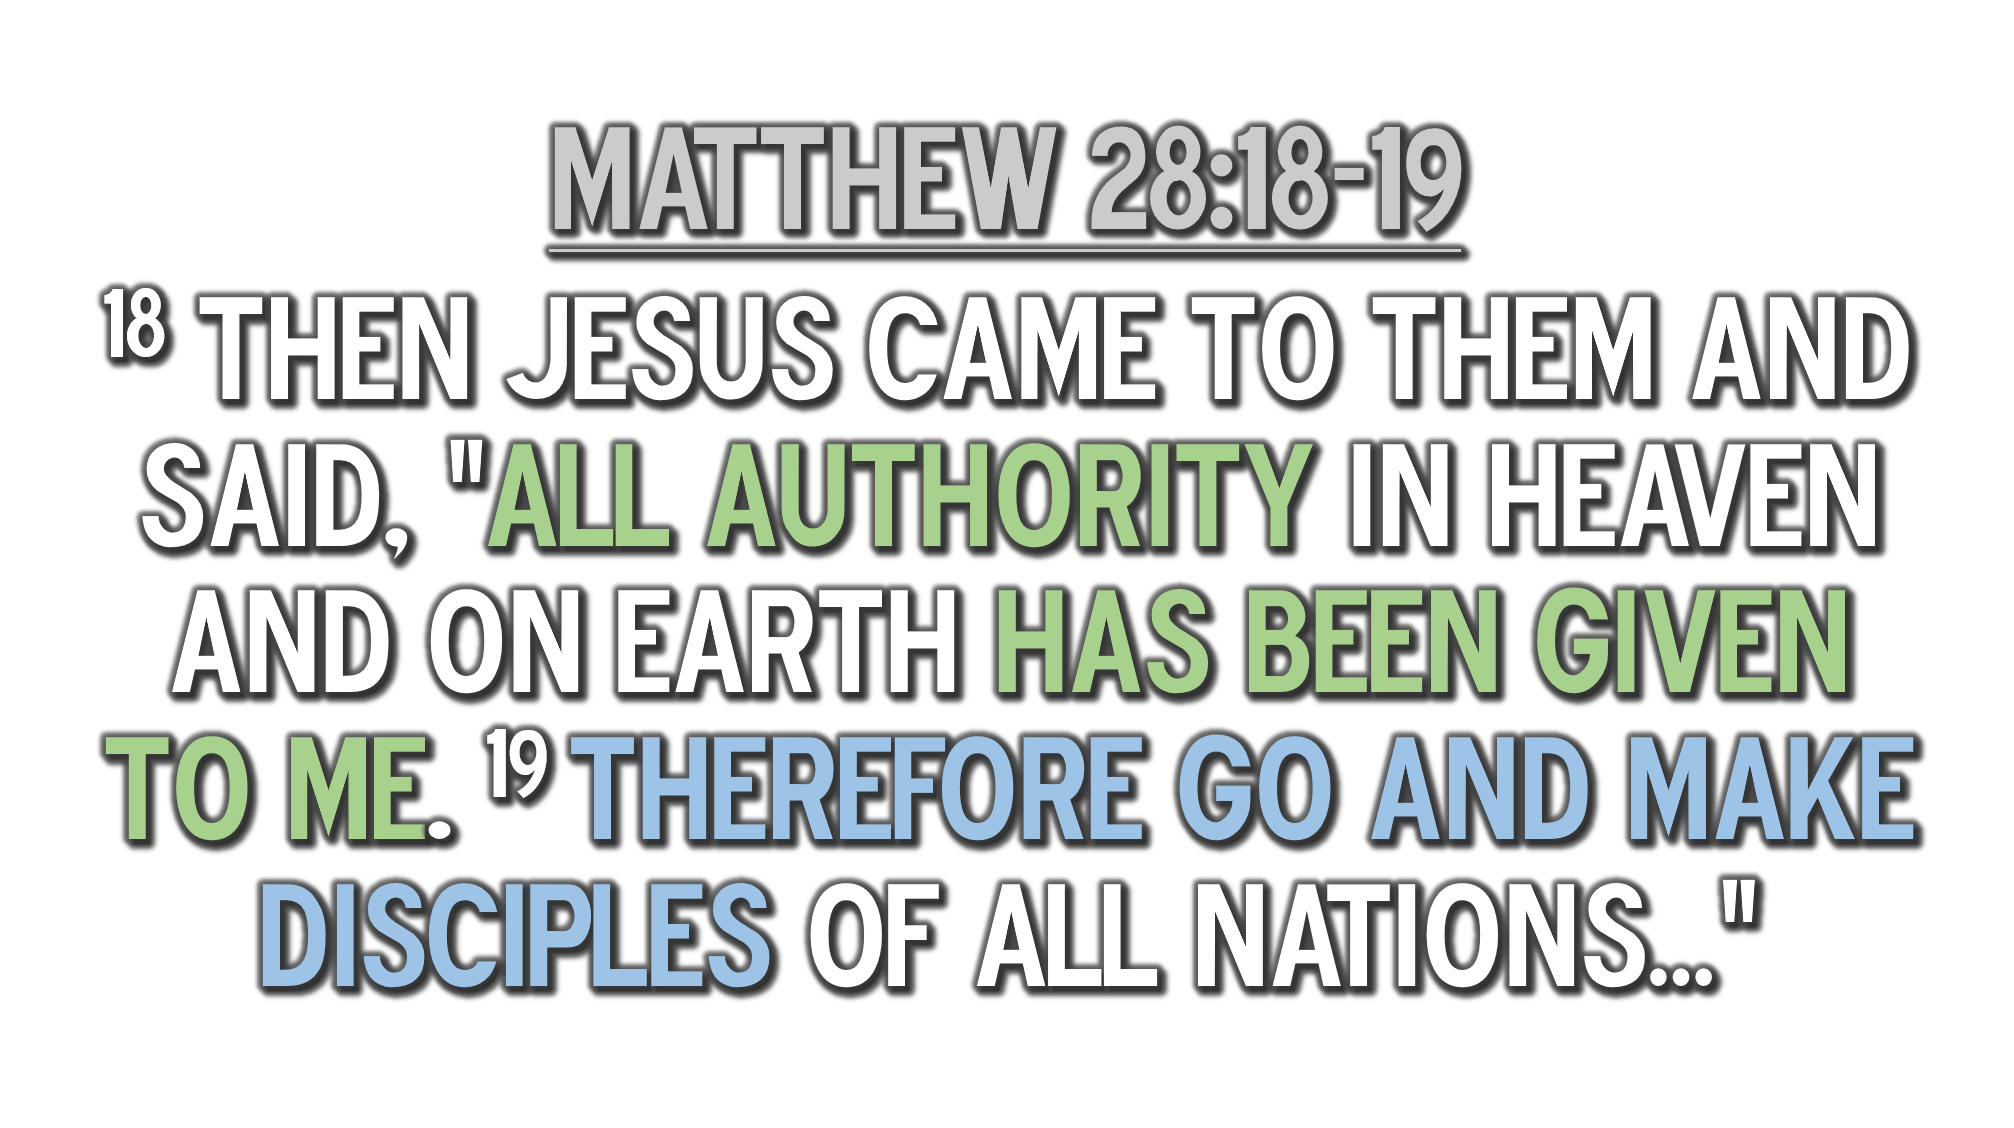 MATTHEW 28:18-19
18 THEN JESUS CAME TO THEM AND
SAID, "ALL AUTHORITY IN HEAVEN
AND ON EARTH HAS BEEN GIVEN
TO ME. 19 THEREFORE GO AND MAKE
DISCIPLES OF ALL NATIONS..."